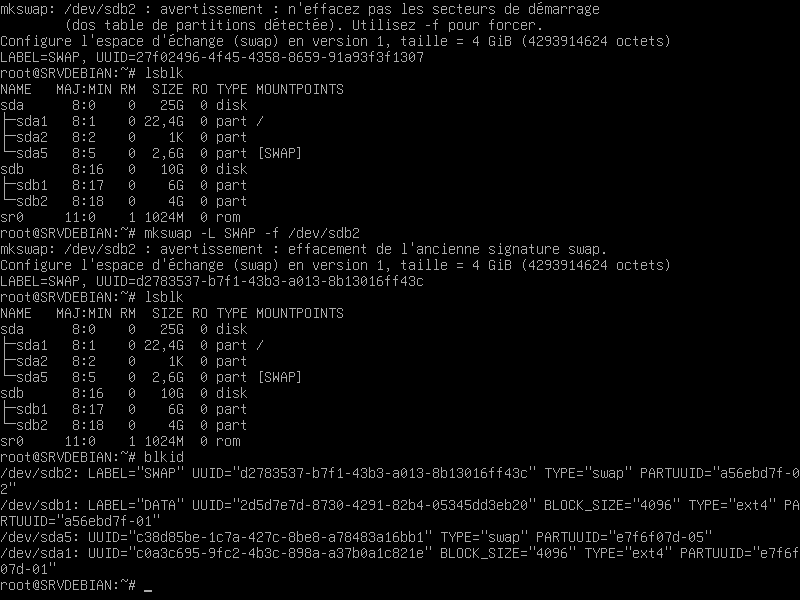 mkswap: /dev/sdb2 : avertissement : n'effacez pas les secteurs de démarrage
        (dos table de partitions détectée). Utilisez -f pour forcer.
Configure l'espace d'échange (swap) en version 1, taille = 4 GiB (4293914624 octets)
LABEL=SWAP, UUID=27f02496-4f45-4358-8659-91a93f3f1307
root@SRVDEBIAN:~# lsblk
NAME   MAJ:MIN RM  SIZE RO TYPE MOUNTPOINTS
sda      8:0    0   25G  0 disk
├─sda1   8:1    0 22,4G  0 part /
├─sda2   8:2    0    1K  0 part
└─sda5   8:5    0  2,6G  0 part [SWAP]
sdb      8:16   0   10G  0 disk
├─sdb1   8:17   0    6G  0 part
└─sdb2   8:18   0    4G  0 part
sr0     11:0    1 1024M  0 rom
root@SRVDEBIAN:~# mkswap -L SWAP -f /dev/sdb2
mkswap: /dev/sdb2 : avertissement : effacement de l'ancienne signature swap.
Configure l'espace d'échange (swap) en version 1, taille = 4 GiB (4293914624 octets)
LABEL=SWAP, UUID=d2783537-b7f1-43b3-a013-8b13016ff43c
root@SRVDEBIAN:~# lsblk
NAME   MAJ:MIN RM  SIZE RO TYPE MOUNTPOINTS
sda      8:0    0   25G  0 disk
├─sda1   8:1    0 22,4G  0 part /
├─sda2   8:2    0    1K  0 part
└─sda5   8:5    0  2,6G  0 part [SWAP]
sdb      8:16   0   10G  0 disk
├─sdb1   8:17   0    6G  0 part
└─sdb2   8:18   0    4G  0 part
sr0     11:0    1 1024M  0 rom
root@SRVDEBIAN:~# blkid
/dev/sdb2: LABEL="SWAP" UUID="d2783537-b7f1-43b3-a013-8b13016ff43c" TYPE="swap" PARTUUID="a56ebd7f-0
2"
/dev/sdb1: LABEL="DATA" UUID="2d5d7e7d-8730-4291-82b4-05345dd3eb20" BLOCK_SIZE="4096" TYPE="ext4" PA
RTUUID="a56ebd7f-01"
/dev/sda5: UUID="c38d85be-1c7a-427c-8be8-a78483a16bb1" TYPE="swap" PARTUUID="e7f6f07d-05"
/dev/sda1: UUID="c0a3c695-9fc2-4b3c-898a-a37b0a1c821e" BLOCK_SIZE="4096" TYPE="ext4" PARTUUID="e7f6f
07d-01"
root@SRVDEBIAN:~# _